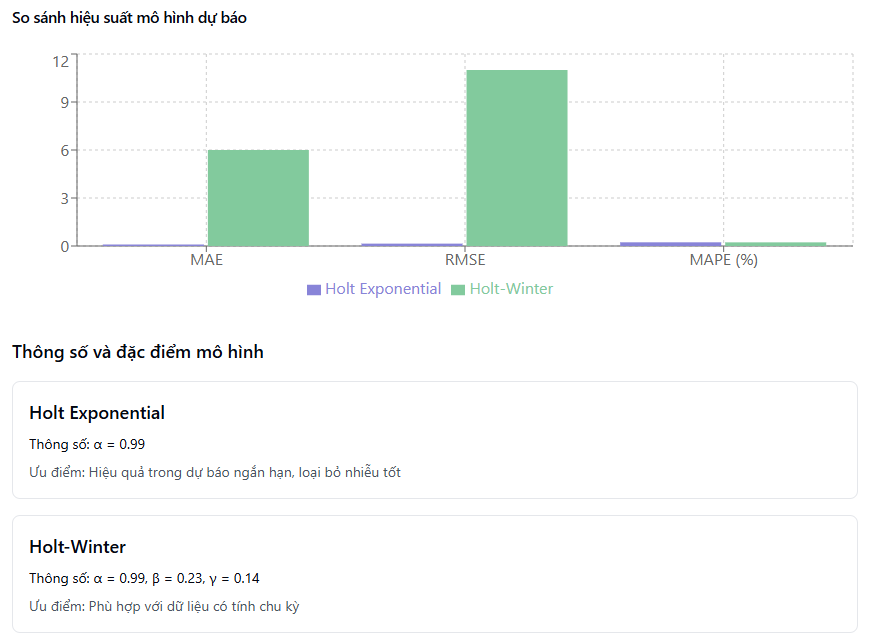 So sánh hiệu suất mô hình dự báo
12
9
6
3
0
MAE
RMSE
MAPE (%)
Holt Exponential
Holt-Winter
Thông số và đặc điểm mô hình
Holt Exponential
Thông số: α = 0.99
Ưu điểm: Hiệu quả trong dự báo ngắn hạn, loại bỏ nhiễu tốt
Holt-Winter
Thông số: α = 0.99, β = 0.23, γ = 0.14
Ưu điểm: Phù hợp với dữ liệu có tính chu kỳ